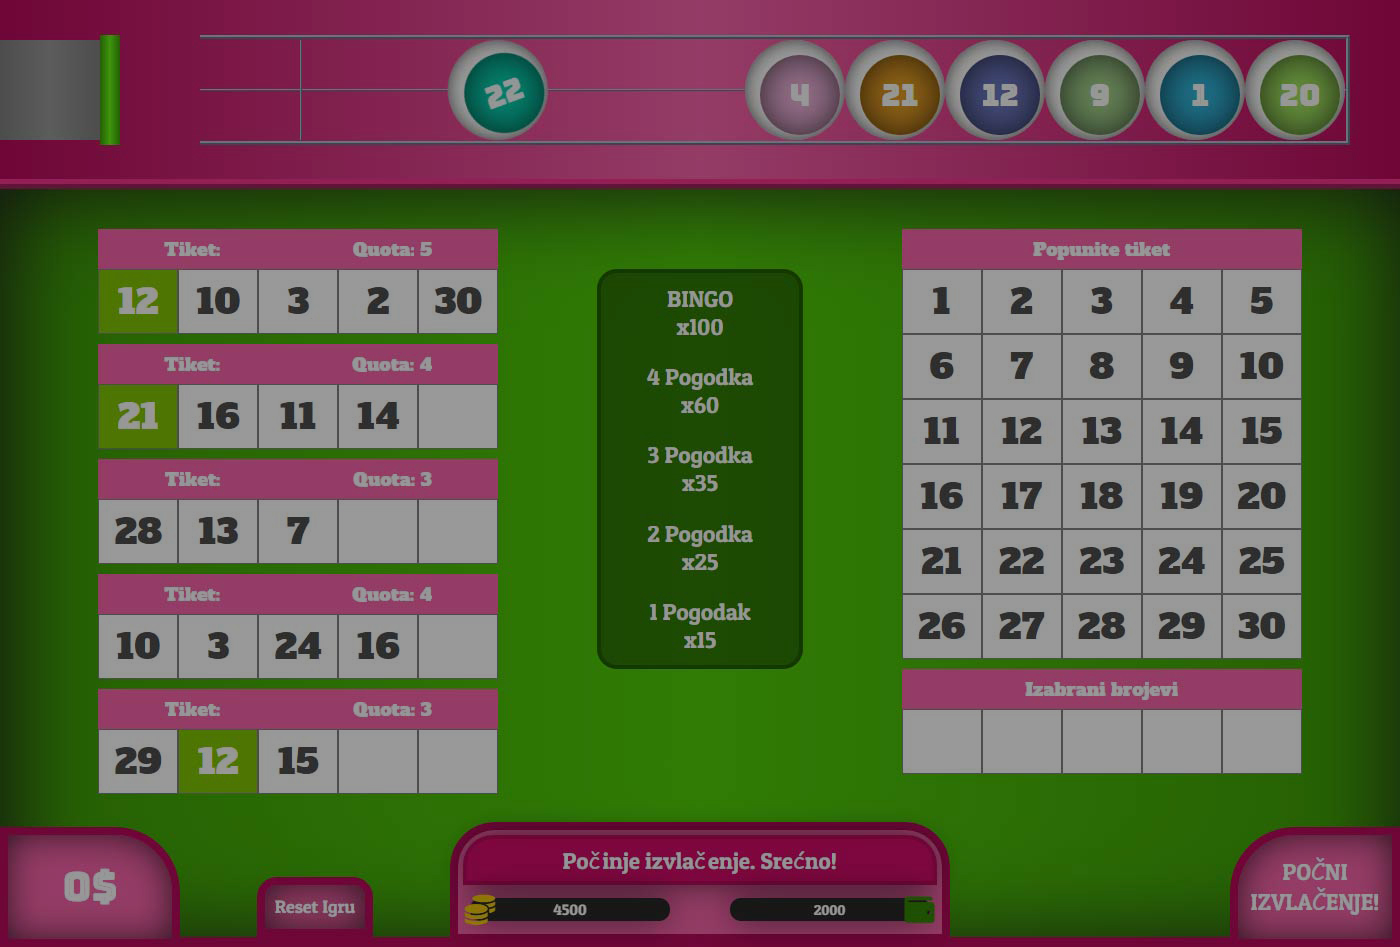 22 4 21 12 9 1 20
Tiket: Quota: 5
12 10 3 2 30
Tiket: Quota: 4
21 16 11 14
Tiket: Quota: 3
28 13 7
Tiket: Quota: 4
10 3 24 16
Tiket: Quota: 3
29 12 15
BINGO
x100
4 Pogodka
x60
3 Pogodka
x35
2 Pogodka
x25
1 Pogodak
x15
Popunite tiket
1 2 3 4 5
6 7 8 9 10
11 12 13 14 15
16 17 18 19 20
21 22 23 24 25
26 27 28 29 30
Izabrani brojevi
0$
Reset Igru
Počinje izvlačenje. Srećno!
4500 2000
POČNI
IZVLAČENJE!